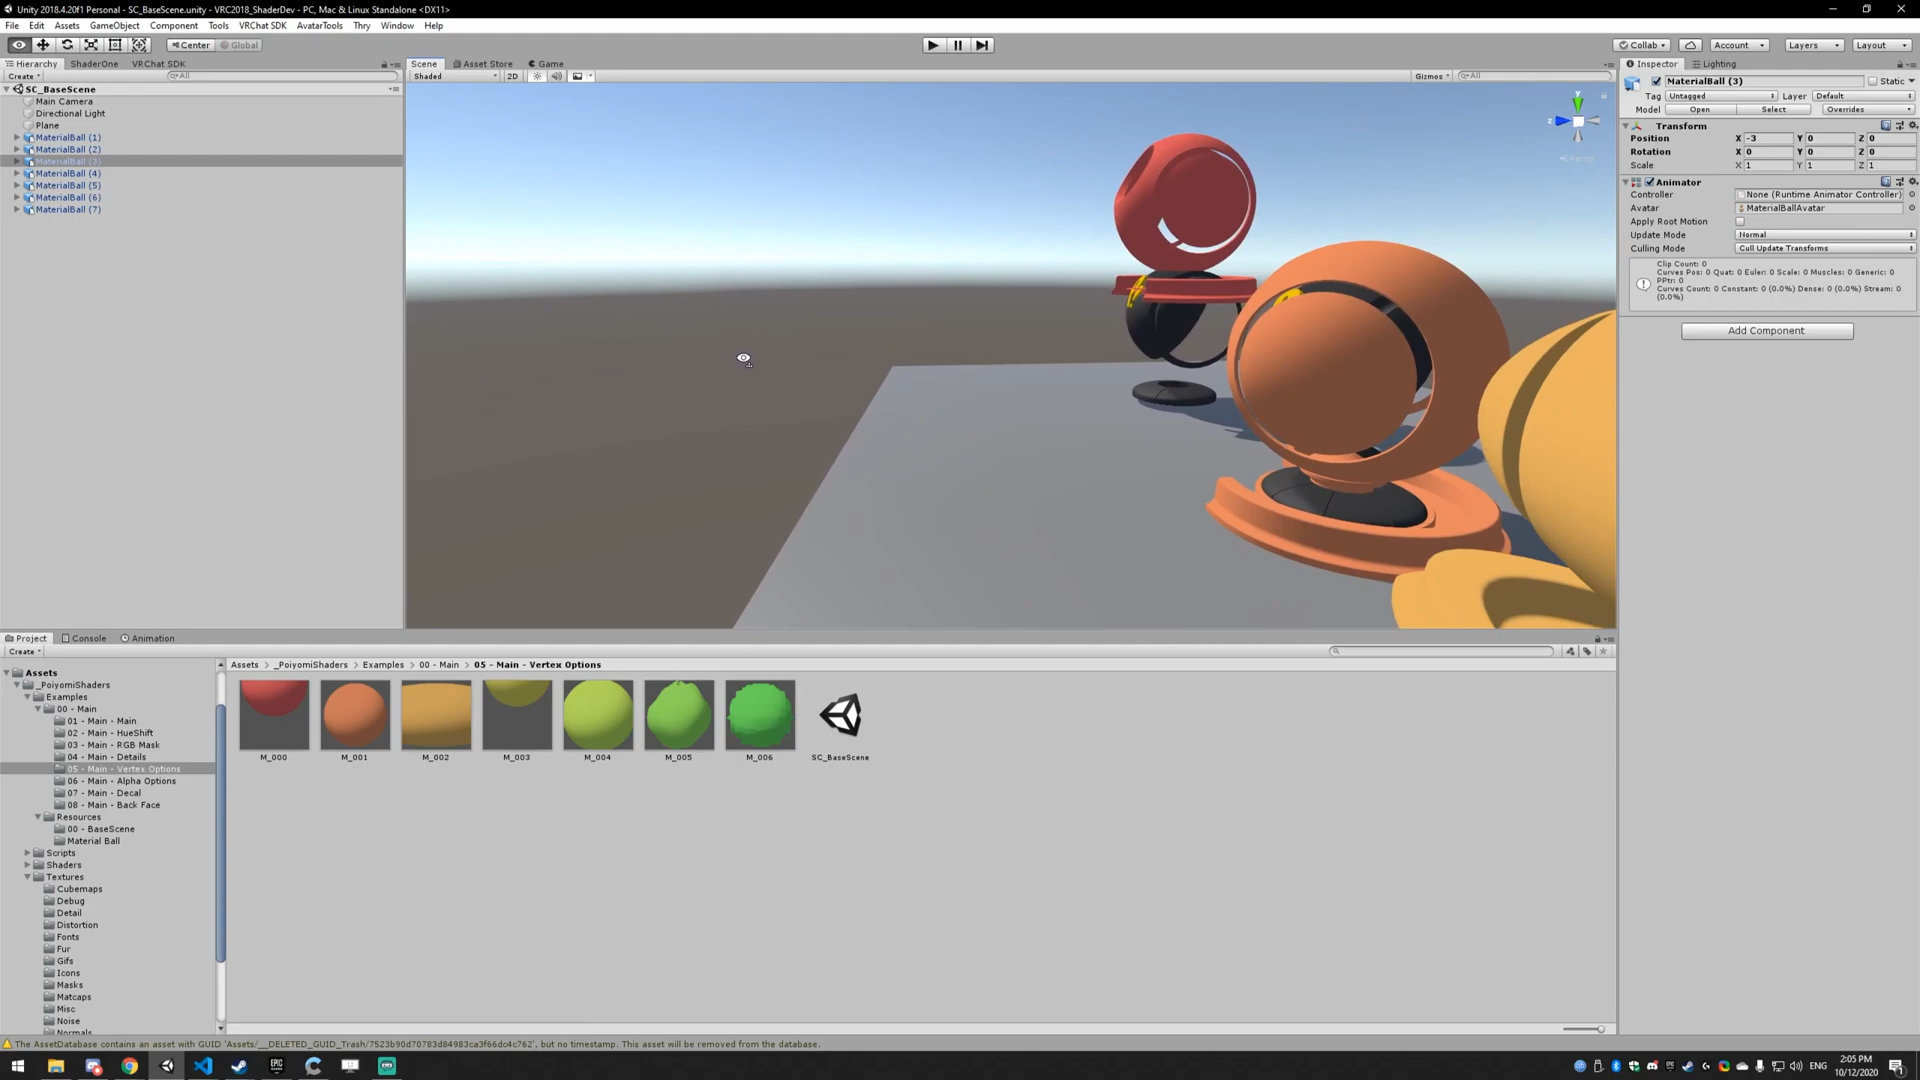 Unity 2018.4.20f1 Personal - SC_BaseScene.unity - VRC2018_ShaderDev - PC, Mac & Linux Standalone <DX11>
File Edit Assets GameObject Component Tools VRChat SDK AvatarTools Thry Window Help
Center Global Collab Account Layers Layout
Hierarchy ShaderOne VRChat SDK
Create All
SC_BaseScene
Main Camera
Directional Light
Plane
MaterialBall (1)
MaterialBall (2)
MaterialBall (3)
MaterialBall (4)
MaterialBall (5)
MaterialBall (6)
MaterialBall (7)
Scene Asset Store Game
Shaded 2D Gizmos All
y
z
Persp
Inspector Lighting
MaterialBall (3) Static
Tag Untagged Layer Default
Model Open Select Overrides
Transform
Position X -3 Y 0 Z 0
Rotation X 0 Y 0 Z 0
Scale X 1 Y 1 Z 1
Animator
Controller None (Runtime Animator Controller)
Avatar MaterialBallAvatar
Apply Root Motion
Update Mode Normal
Culling Mode Cull Update Transforms
Clip Count: 0
Curves Pos: 0 Quat: 0 Euler: 0 Scale: 0 Muscles: 0 Generic: 0
PPtr: 0
Curves Count: 0 Constant: 0 (0.0%) Dense: 0 (0.0%) Stream: 0
(0.0%)
Add Component
Project Console Animation
Create
Assets
_PoiyomiShaders
Examples
00 - Main
01 - Main - Main
02 - Main - HueShift
03 - Main - RGB Mask
04 - Main - Details
05 - Main - Vertex Options
06 - Main - Alpha Options
07 - Main - Decal
08 - Main - Back Face
Resources
00 - BaseScene
Material Ball
Scripts
Shaders
Textures
Cubemaps
Debug
Detail
Distortion
Fonts
Fur
Gifs
Icons
Masks
Matcaps
Misc
Noise
Normals
Assets > _PoiyomiShaders > Examples > 00 - Main > 05 - Main - Vertex Options
M_000 M_001 M_002 M_003 M_004 M_005 M_006 SC_BaseScene
The AssetDatabase contains an asset with GUID 'Assets/__DELETED_GUID_Trash/7523b90d70783d84983ca3f66dc4c762', but no timestamp. This asset will be removed from the database.
ENG
2:05 PM
10/12/2020